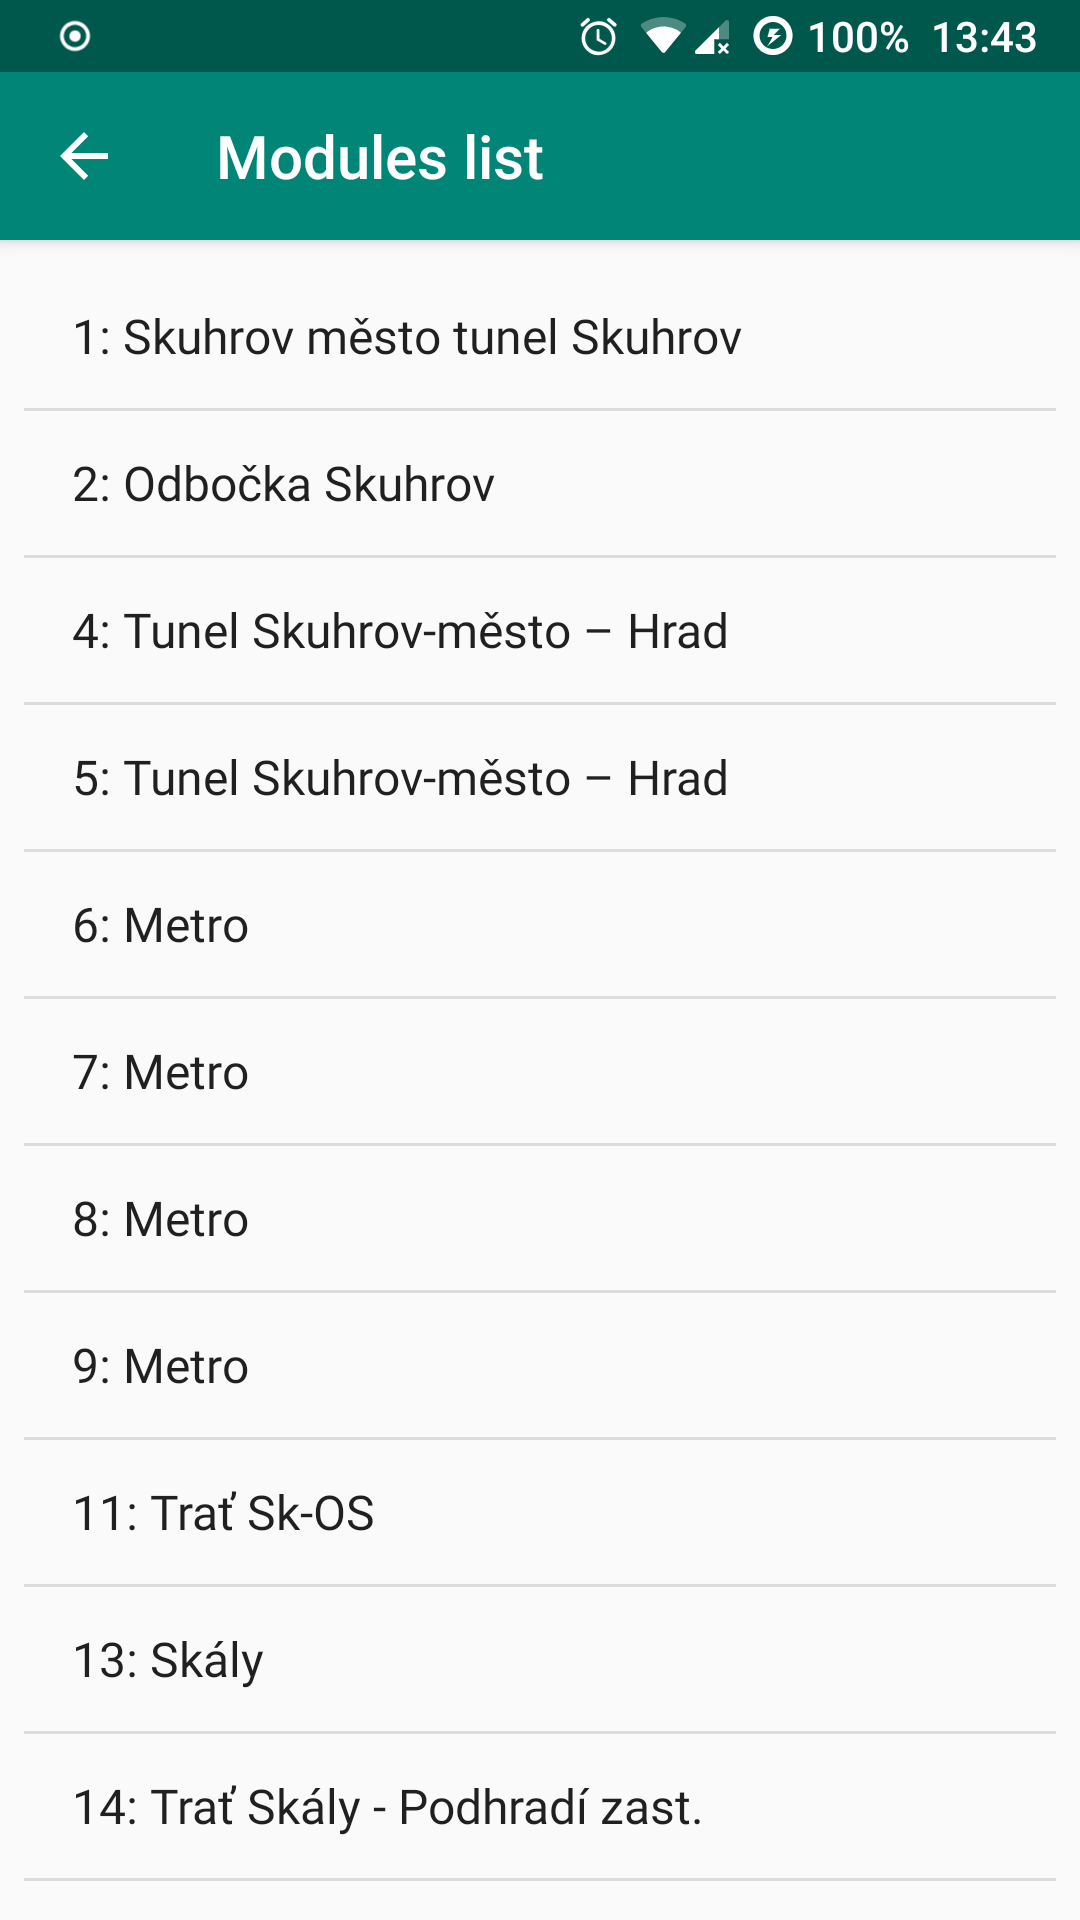 100% 13:43
Modules list
1: Skuhrov město tunel Skuhrov
2: Odbočka Skuhrov
4: Tunel Skuhrov-město – Hrad
5: Tunel Skuhrov-město – Hrad
6: Metro
7: Metro
8: Metro
9: Metro
11: Trať Sk-OS
13: Skály
14: Trať Skály - Podhradí zast.